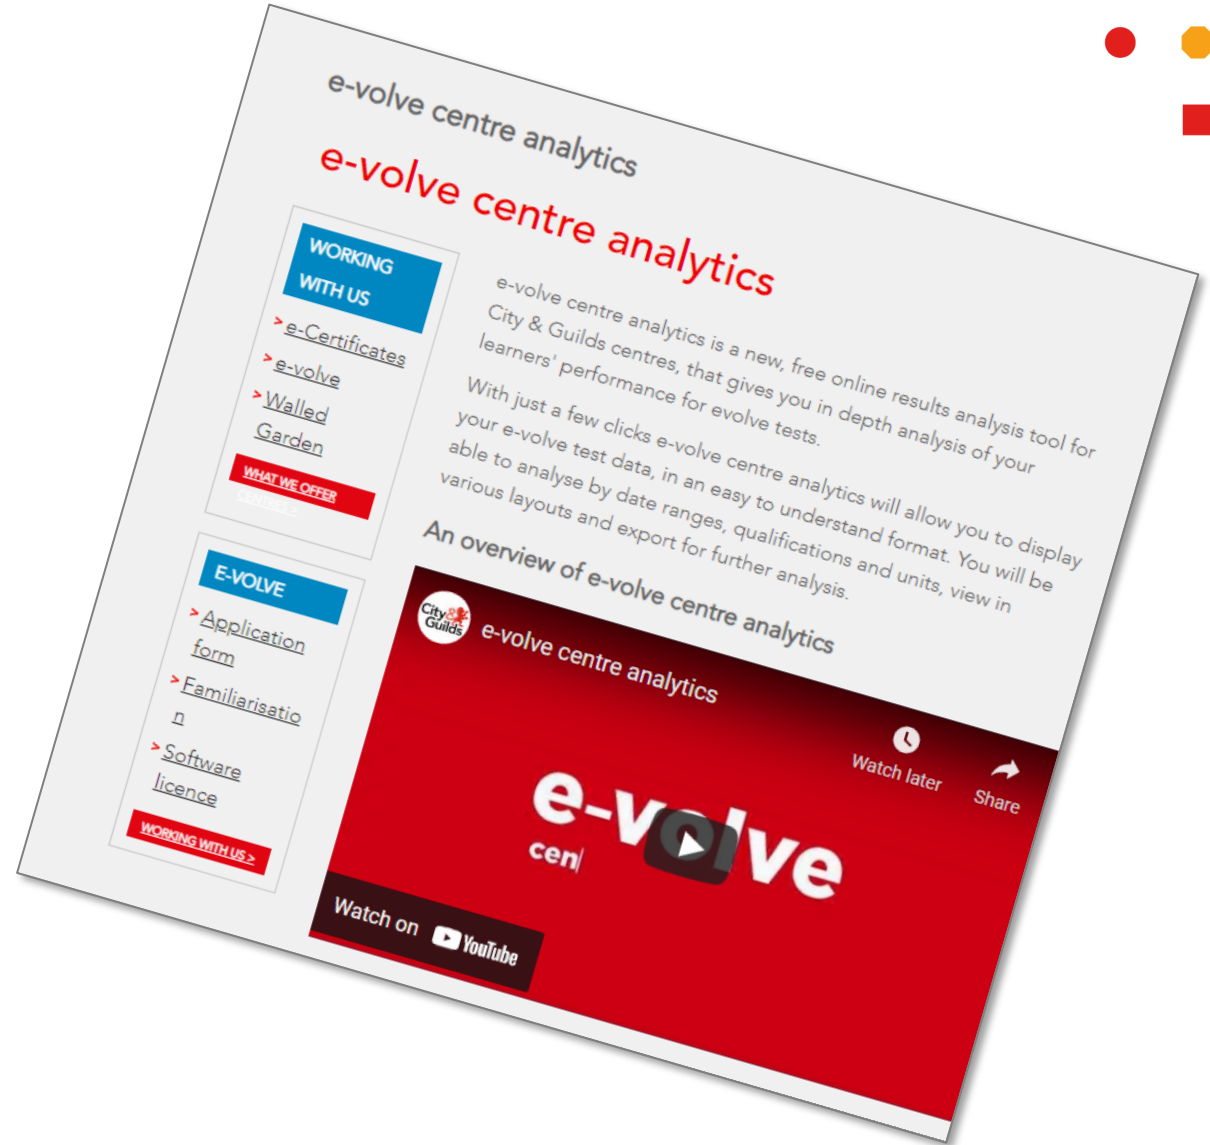 e-volve centre analytics
e-volve centre analytics
WORKING
WITH US
> e-Certificates
> e-volve
> Walled
Garden
WHAT WE OFFER
CENTRES >
E-VOLVE
> Application
form
> Familiarisatio
n
> Software
licence
WORKING WITH US >
e-volve centre analytics is a new, free online results analysis tool for
City & Guilds centres, that gives you in depth analysis of your
learners' performance for evolve tests.
With just a few clicks e-volve centre analytics will allow you to display
your e-volve test data, in an easy to understand format. You will be
able to analyse by date ranges, qualifications and units, view in
various layouts and export for further analysis.
An overview of e-volve centre analytics
City &
Guilds
e-volve centre analytics
Watch later
Share
e-volve
cen
Watch on YouTube